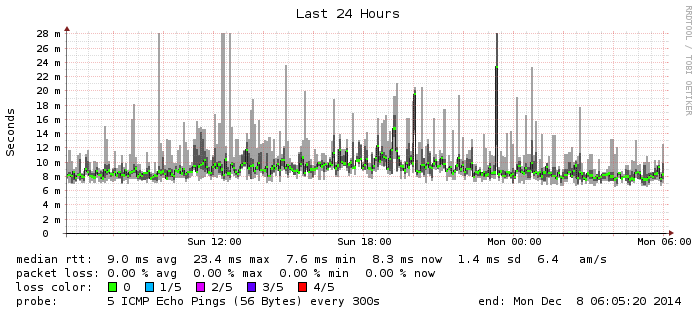 Last 24 Hours
RRDTOOL / TOBI OETIKER
Seconds
28 m
26 m
24 m
22 m
20 m
18 m
16 m
14 m
12 m
10 m
8 m
6 m
4 m
2 m
0
Sun 12:00 Sun 18:00 Mon 00:00 Mon 06:00
median rtt: 9.0 ms avg 23.4 ms max 7.6 ms min 8.3 ms now 1.4 ms sd 6.4 am/s
packet loss: 0.00 % avg 0.00 % max 0.00 % min 0.00 % now
loss color: 0 1/5 2/5 3/5 4/5
probe: 5 ICMP Echo Pings (56 Bytes) every 300s end: Mon Dec 8 06:05:20 2014